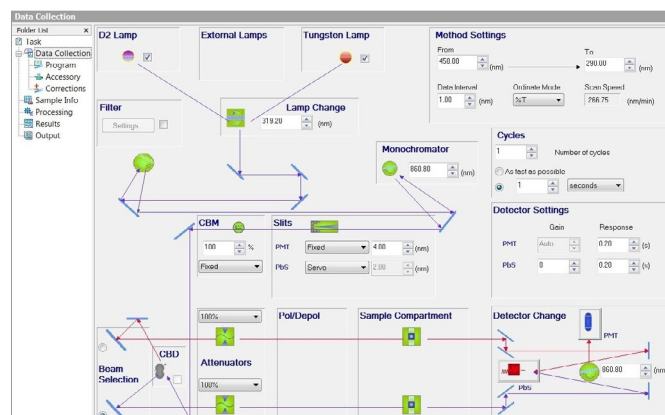 Data Collection
Folder List x
Task
Data Collection
Program
Accessory
Corrections
Sample Info
Processing
Results
Output
D2 Lamp
External Lamps
Tungsten Lamp
Method Settings
From
To
450.00 (nm)
290.00 (nm)
Data Interval
Ordinate Mode
Scan Speed
1.00 (nm)
%T
266.75 (nm/min)
Filter
Settings
Lamp Change
319.20 (nm)
Monochromator
860.80 (nm)
Cycles
1 Number of cycles
As fast as possible
1 seconds
CBM
100 %
Fixed
Slits
PMT Fixed 4.00 (nm)
PbS Servo 2.00 (nm)
Detector Settings
Gain Response
PMT Auto 0.20 (s)
PbS 0 0.20 (s)
100%
Pol/Depol
Sample Compartment
Detector Change
PMT
860.80 (nm
PbS
CBD
Beam
Selection
Attenuators
100%